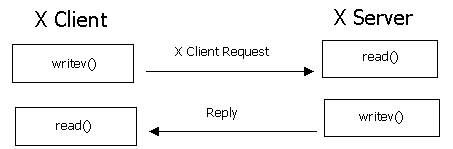 X Client
X Server
writev()
X Client Request
read()
read()
Reply
writev()